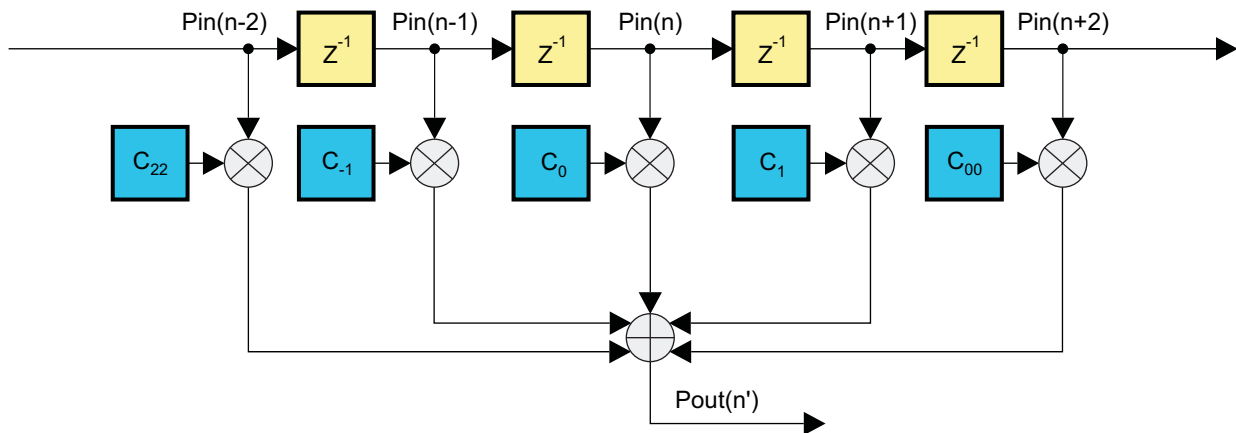 Pin(n-2) Pin(n-1) Pin(n) Pin(n+1) Pin(n+2)
Z⁻¹ Z⁻¹ Z⁻¹ Z⁻¹
C₂₂ C₋₁ C₀ C₁ C₀₀
Pout(n')